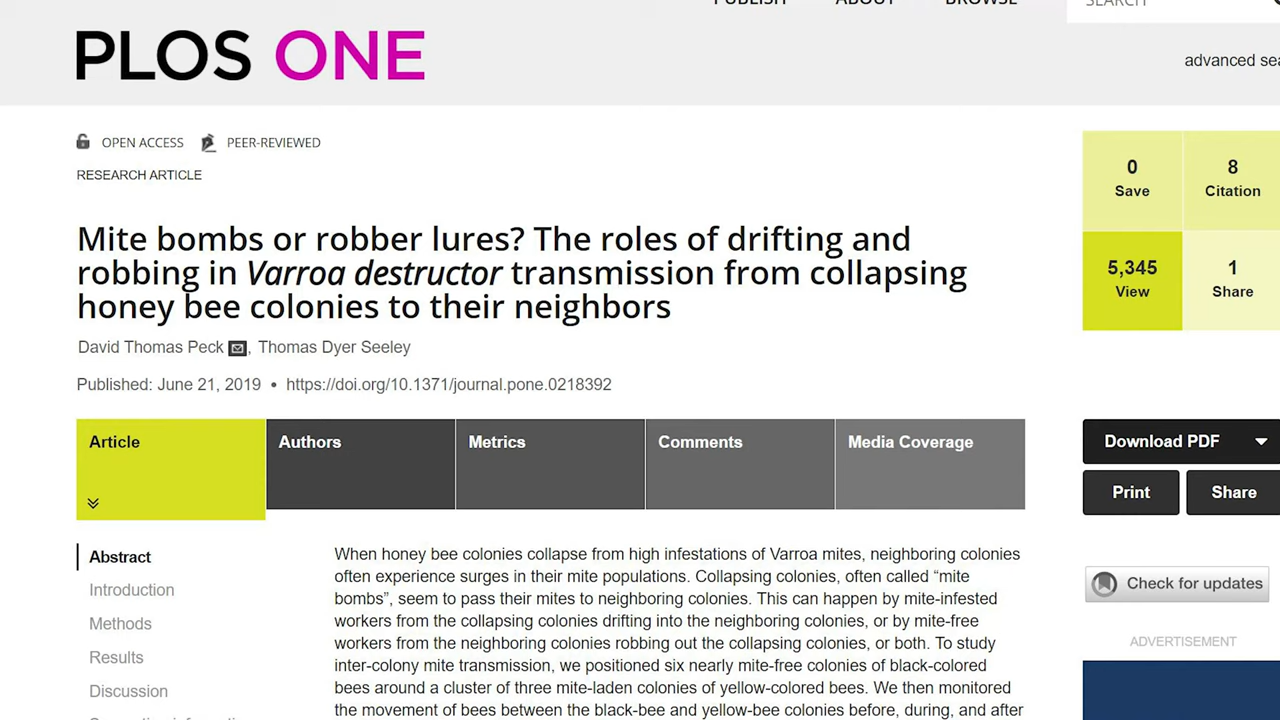 PUBLISH ABOUT BROWSE SEARCH
PLOS ONE
advanced sea
OPEN ACCESS PEER-REVIEWED
RESEARCH ARTICLE
0 Save
8 Citation
5,345 View
1 Share
Mite bombs or robber lures? The roles of drifting and
robbing in Varroa destructor transmission from collapsing
honey bee colonies to their neighbors
David Thomas Peck , Thomas Dyer Seeley
Published: June 21, 2019 • https://doi.org/10.1371/journal.pone.0218392
Article Authors Metrics Comments Media Coverage
Download PDF
Print Share
Abstract
Introduction
Methods
Results
Discussion
When honey bee colonies collapse from high infestations of Varroa mites, neighboring colonies
often experience surges in their mite populations. Collapsing colonies, often called “mite
bombs”, seem to pass their mites to neighboring colonies. This can happen by mite-infested
workers from the collapsing colonies drifting into the neighboring colonies, or by mite-free
workers from the neighboring colonies robbing out the collapsing colonies, or both. To study
inter-colony mite transmission, we positioned six nearly mite-free colonies of black-colored
bees around a cluster of three mite-laden colonies of yellow-colored bees. We then monitored
the movement of bees between the black-bee and yellow-bee colonies before, during, and after
Check for updates
ADVERTISEMENT